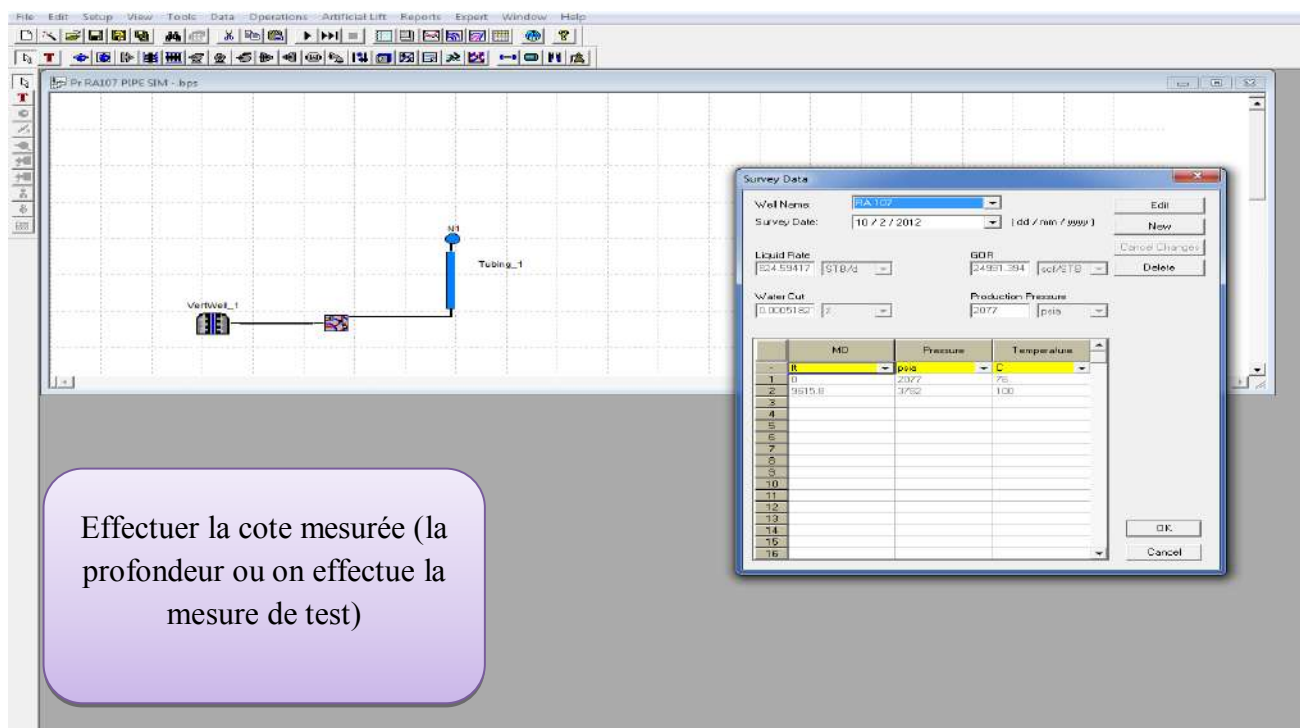 File Edit Setup View Tools Data Operations Artificial Lift Reports Expert Window Help
Pr RA107 PIPE SIM - .bps
N1
Tubing_1
VertWell_1
Survey Data
Well Name: RA 107 Edit
Survey Date: 10 / 2 / 2012 ( dd / mm / yyyy ) New
Cancel Changes
Liquid Rate GOR
824.59417 STB/d 24991.394 scf/STB Delete
Water Cut Production Pressure
0.0005182 % 2077 psia
MD Pressure Temperature
ft psia C
1 0 2077 76
2 9615.8 3782 100
3
4
5
6
7
8
9
10
11
12
13
14
15
16
OK
Cancel
Effectuer la cote mesurée (la
profondeur ou on effectue la
mesure de test)